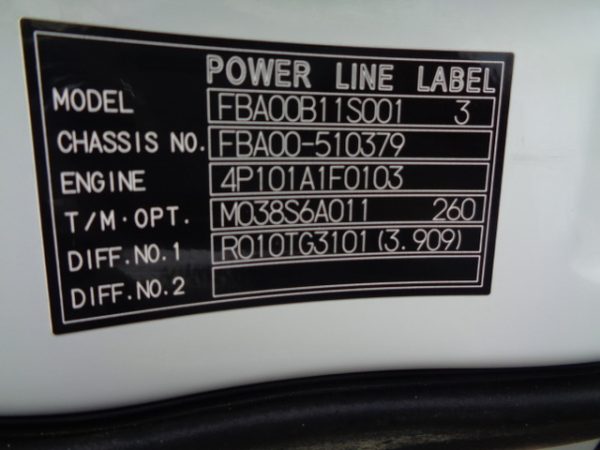 POWER LINE LABEL
MODEL FBA00B11S001 3
CHASSIS NO. FBA00-510379
ENGINE 4P101A1F0103
T/M·OPT. M038S6A011 260
DIFF.NO.1 R010TG3101(3.909)
DIFF.NO.2